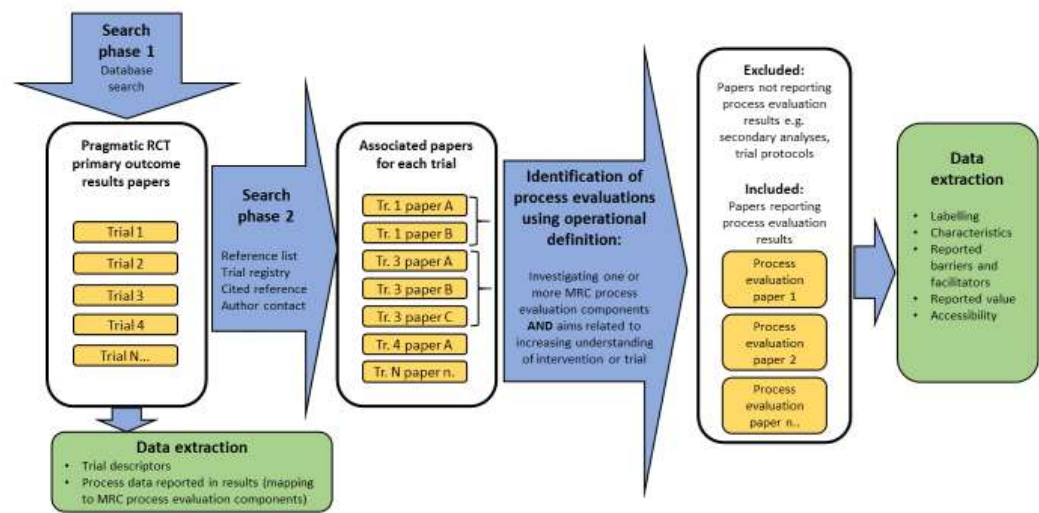 Search
phase 1
Database
search
Pragmatic RCT
primary outcome
results papers
Trial 1
Trial 2
Trial 3
Trial 4
Trial N...
Data extraction
• Trial descriptors
• Process data reported in results (mapping
to MRC process evaluation components)
Search
phase 2
Reference list
Trial registry
Cited reference
Author contact
Associated papers
for each trial
Tr. 1 paper A
Tr. 1 paper B
Tr. 3 paper A
Tr. 3 paper B
Tr. 3 paper C
Tr. 4 paper A
Tr. N paper n.
Identification of
process evaluations
using operational
definition:
Investigating one or
more MRC process
evaluation components
AND aims related to
increasing understanding
of intervention or trial
Excluded:
Papers not reporting
process evaluation
results e.g.
secondary analyses,
trial protocols
Included:
Papers reporting
process evaluation
results
Process
evaluation
paper 1
Process
evaluation
paper 2
Process
evaluation
paper n..
Data
extraction
• Labelling
• Characteristics
• Reported
barriers and
facilitators
• Reported value
• Accessibility